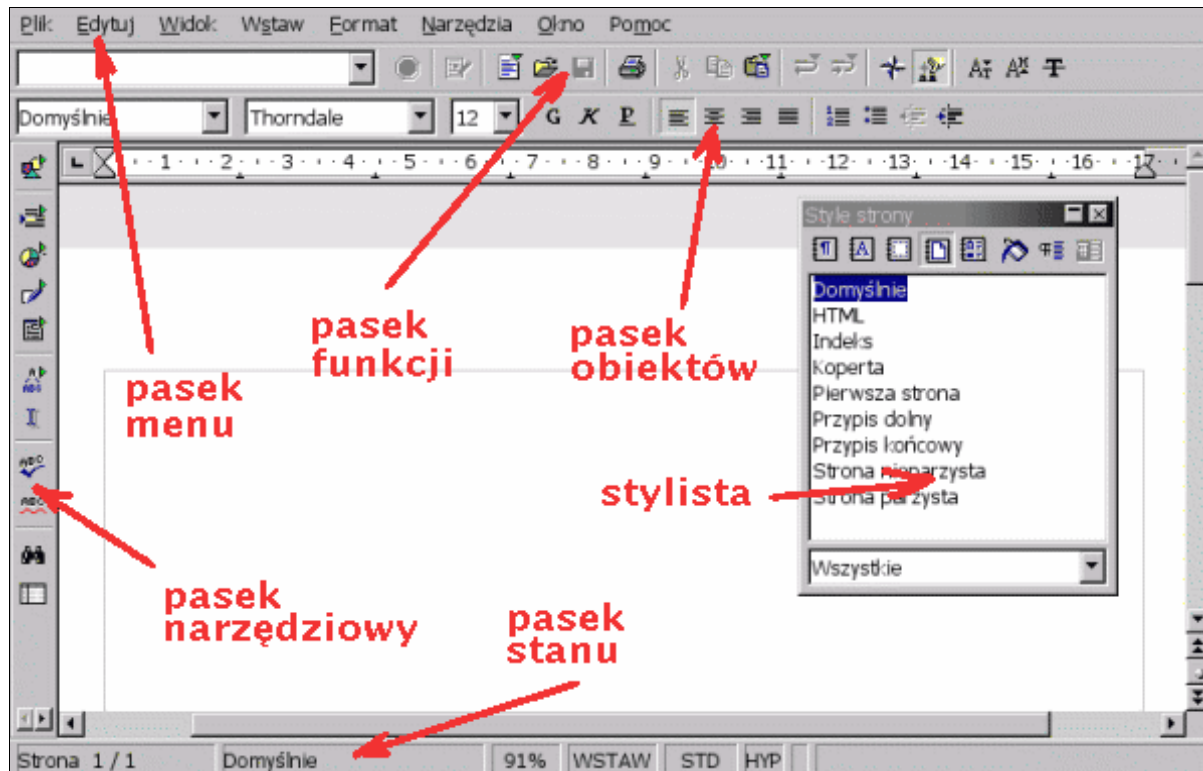 Plik Edytuj Widok Wstaw Format Narzędzia Okno Pomoc
Domyślnie Thorndale 12 G K P
1 2 3 4 5 6 7 8 9 10 11 12 13 14 15 16 17
Style strony
Domyślnie
HTML
Indeks
Koperta
Pierwsza strona
Przypis dolny
Przypis końcowy
Strona nieparzysta
Strona parzysta
Wszystkie
pasek
funkcji
pasek
obiektów
pasek
menu
stylista
pasek
narzędziowy
pasek
stanu
Strona 1 / 1 Domyślnie 91% WSTAW STD HYP